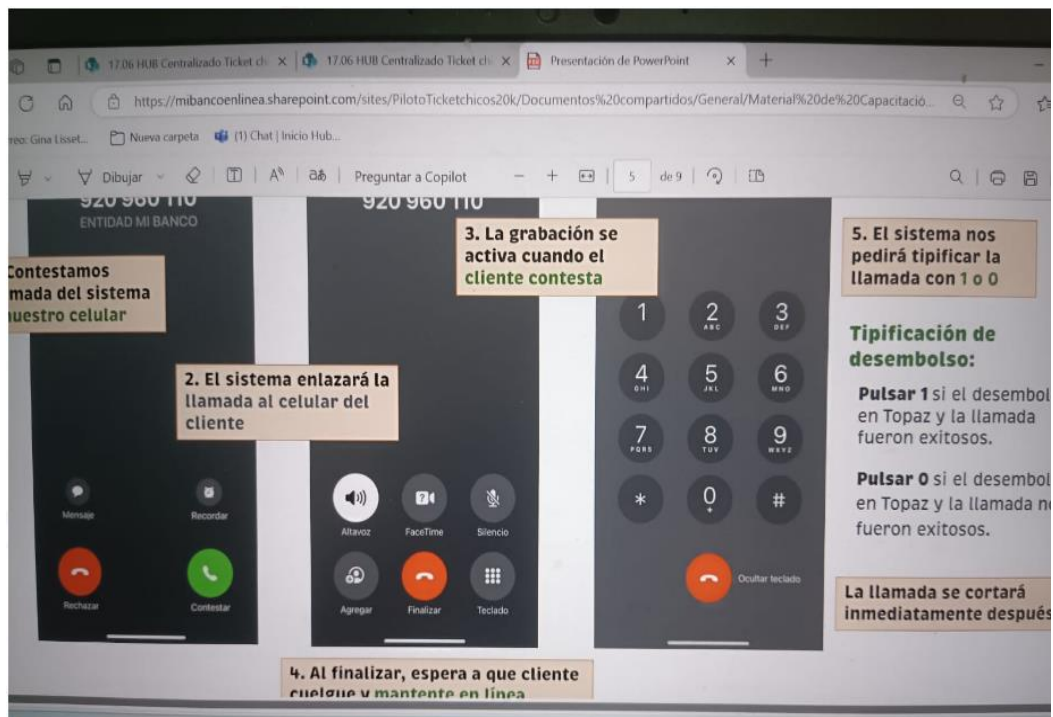 17.06 HUB Centralizado Ticket ch
17.06 HUB Centralizado Ticket ch
Presentación de PowerPoint
https://mibancoenlinea.sharepoint.com/sites/PilotoTicketchicos20k/Documentos%20compartidos/General/Material%20de%20Capacitació...
reo: Gina Lisset...
Nueva carpeta
(1) Chat | Inicio Hub...
Dibujar
aあ
Preguntar a Copilot
5 de 9
920 960 110
ENTIDAD MI BANCO
Contestamos
mada del sistema
nuestro celular
2. El sistema enlazará la
llamada al celular del
cliente
Mensaje
Recordar
Rechazar
Contestar
920 960 110
3. La grabación se
activa cuando el
cliente contesta
Altavoz
FaceTime
Silencio
Agregar
Finalizar
Teclado
4. Al finalizar, espera a que cliente
cuelgue y mantente en línea
1 2 3
ABC DEF
4 5 6
GHI JKL MNO
7 8 9
PQRS TUV WXYZ
* 0 #
+
Ocultar teclado
5. El sistema nos
pedirá tipificar la
llamada con 1 o 0
Tipificación de
desembolso:
Pulsar 1 si el desembol
en Topaz y la llamada
fueron exitosos.
Pulsar 0 si el desembol
en Topaz y la llamada n
fueron exitosos.
La llamada se cortará
inmediatamente después